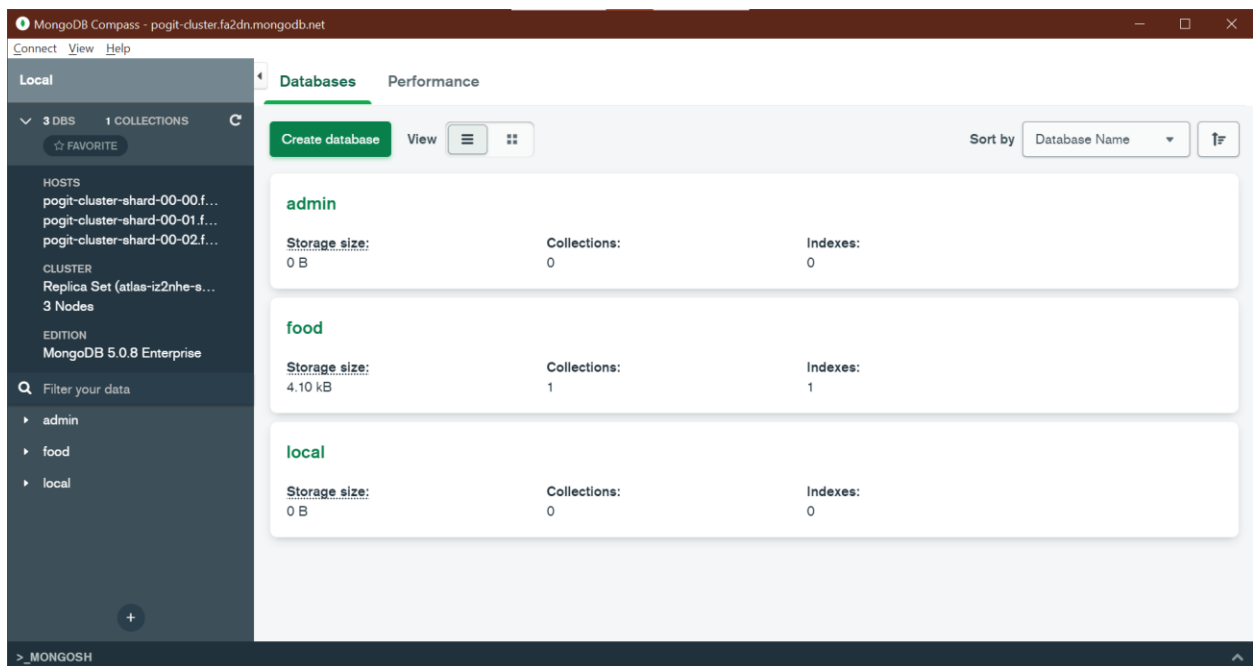 MongoDB Compass - pogit-cluster.fa2dn.mongodb.net
Connect View Help
Local
3 DBS 1 COLLECTIONS
FAVORITE
HOSTS
pogit-cluster-shard-00-00.f...
pogit-cluster-shard-00-01.f...
pogit-cluster-shard-00-02.f...
CLUSTER
Replica Set (atlas-iz2nhe-s...
3 Nodes
EDITION
MongoDB 5.0.8 Enterprise
Filter your data
admin
food
local
+
>_MONGOSH
Databases Performance
Create database View Sort by Database Name
admin
Storage size: Collections: Indexes:
0 B 0 0
food
Storage size: Collections: Indexes:
4.10 kB 1 1
local
Storage size: Collections: Indexes:
0 B 0 0